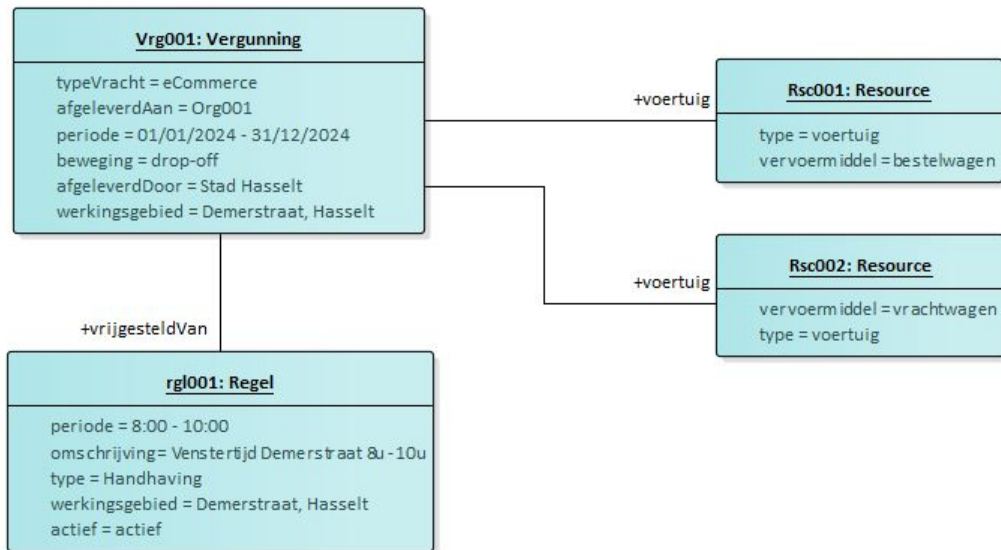 Vrg001: Vergunning
typeVracht = eCommerce
afgeleverdAan = Org001
periode = 01/01/2024 - 31/12/2024
beweging = drop-off
afgeleverdDoor = Stad Hasselt
werkingsgebied = Demerstraat, Hasselt
+voertuig
Rsc001: Resource
type = voertuig
vervoermiddel = bestelwagen
+voertuig
Rsc002: Resource
vervoermiddel = vrachtwagen
type = voertuig
+vrijgesteldVan
rgl001: Regel
periode = 8:00 - 10:00
omschrijving= Venstertijd Demerstraat 8u -10u
type = Handhaving
werkingsgebied = Demerstraat, Hasselt
actief = actief